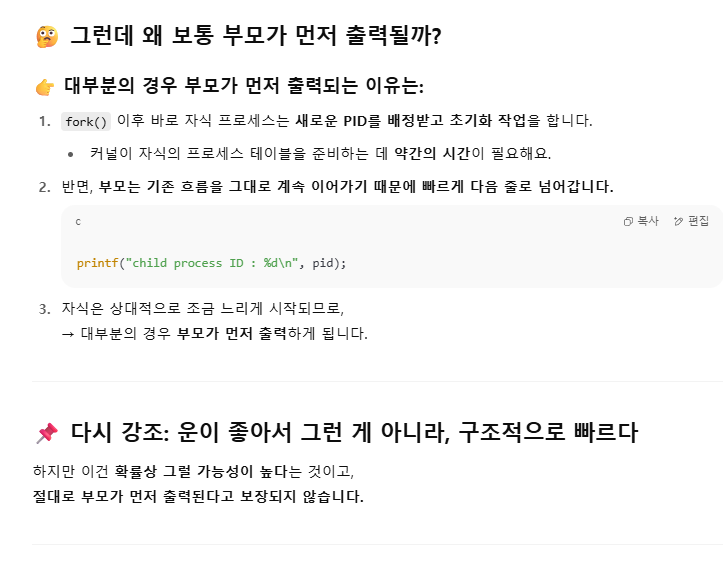 🤔 그런데 왜 보통 부모가 먼저 출력될까?
👉 대부분의 경우 부모가 먼저 출력되는 이유는:
1. fork() 이후 바로 자식 프로세스는 새로운 PID를 배정받고 초기화 작업을 합니다.
• 커널이 자식의 프로세스 테이블을 준비하는 데 약간의 시간이 필요해요.
2. 반면, 부모는 기존 흐름을 그대로 계속 이어가기 때문에 빠르게 다음 줄로 넘어갑니다.
c 복사 편집
printf("child process ID : %d\n", pid);
3. 자식은 상대적으로 조금 느리게 시작되므로,
→ 대부분의 경우 부모가 먼저 출력하게 됩니다.
📌 다시 강조: 운이 좋아서 그런 게 아니라, 구조적으로 빠르다
하지만 이건 확률상 그럴 가능성이 높다는 것이고,
절대로 부모가 먼저 출력된다고 보장되지 않습니다.